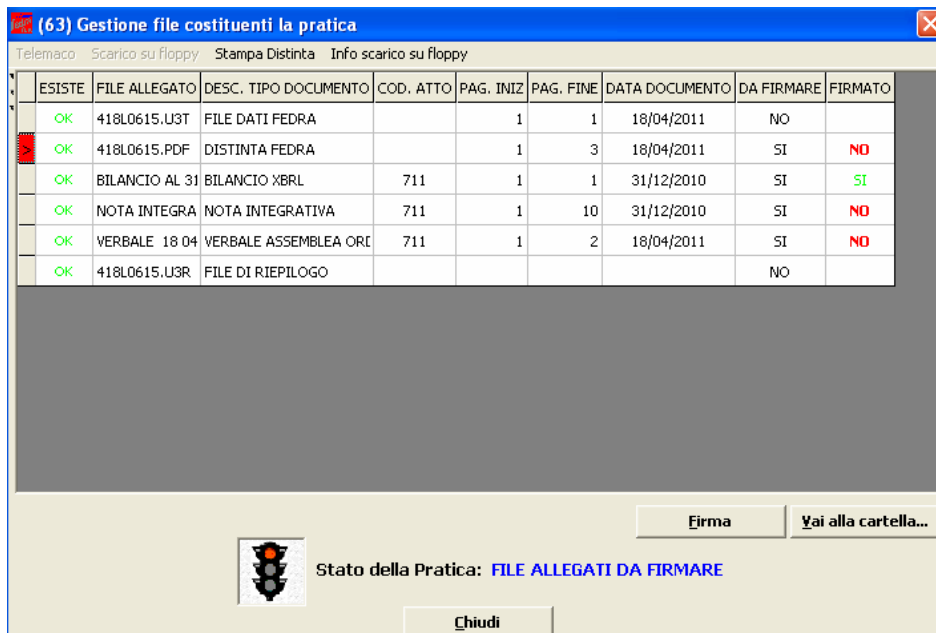 (63) Gestione file costituenti la pratica
Telemaco Scarico su floppy Stampa Distinta Info scarico su floppy
ESISTE FILE ALLEGATO DESC. TIPO DOCUMENTO COD. ATTO PAG. INIZ PAG. FINE DATA DOCUMENTO DA FIRMARE FIRMATO
OK 418L0615.U3T FILE DATI FEDRA 1 1 18/04/2011 NO
> OK 418L0615.PDF DISTINTA FEDRA 1 3 18/04/2011 SI NO
OK BILANCIO AL 31 BILANCIO XBRL 711 1 1 31/12/2010 SI SI
OK NOTA INTEGRA NOTA INTEGRATIVA 711 1 10 31/12/2010 SI NO
OK VERBALE 18 04 VERBALE ASSEMBLEA ORD 711 1 2 18/04/2011 SI NO
OK 418L0615.U3R FILE DI RIEPILOGO NO
Firma Vai alla cartella...
Stato della Pratica: FILE ALLEGATI DA FIRMARE
Chiudi